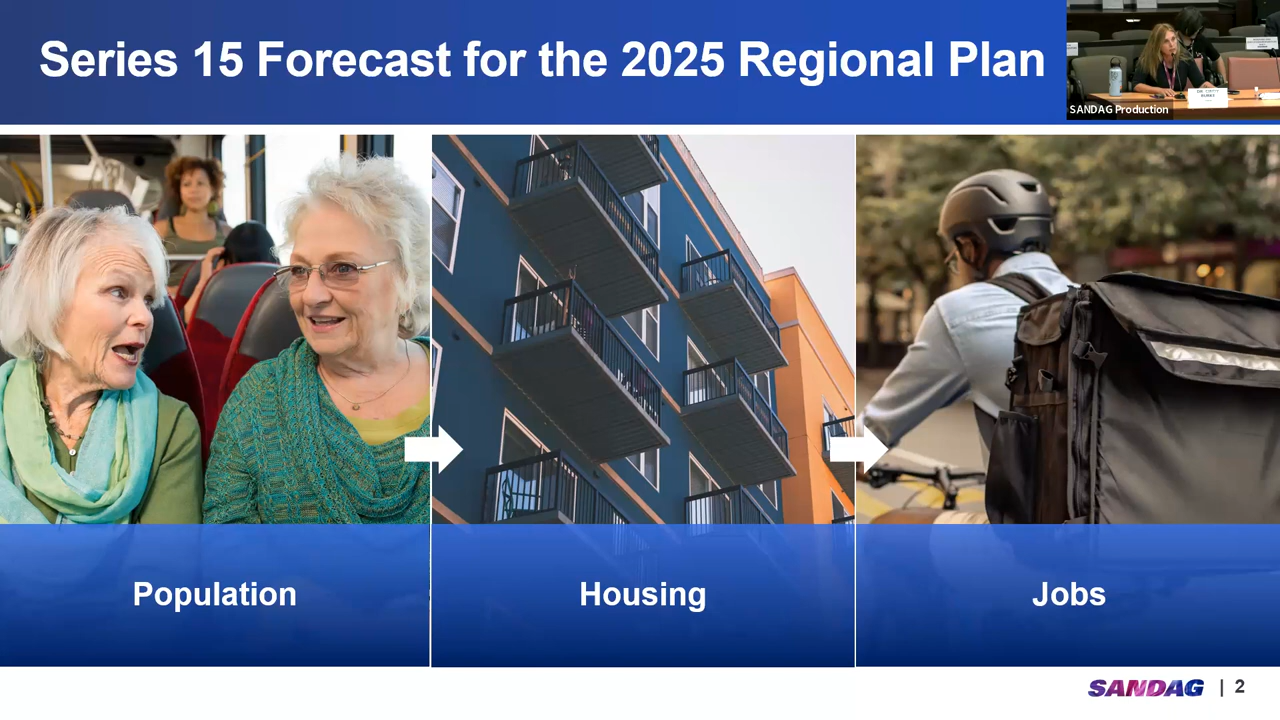 Series 15 Forecast for the 2025 Regional Plan
SANDAG Production
Population
Housing
Jobs
SANDAG | 2